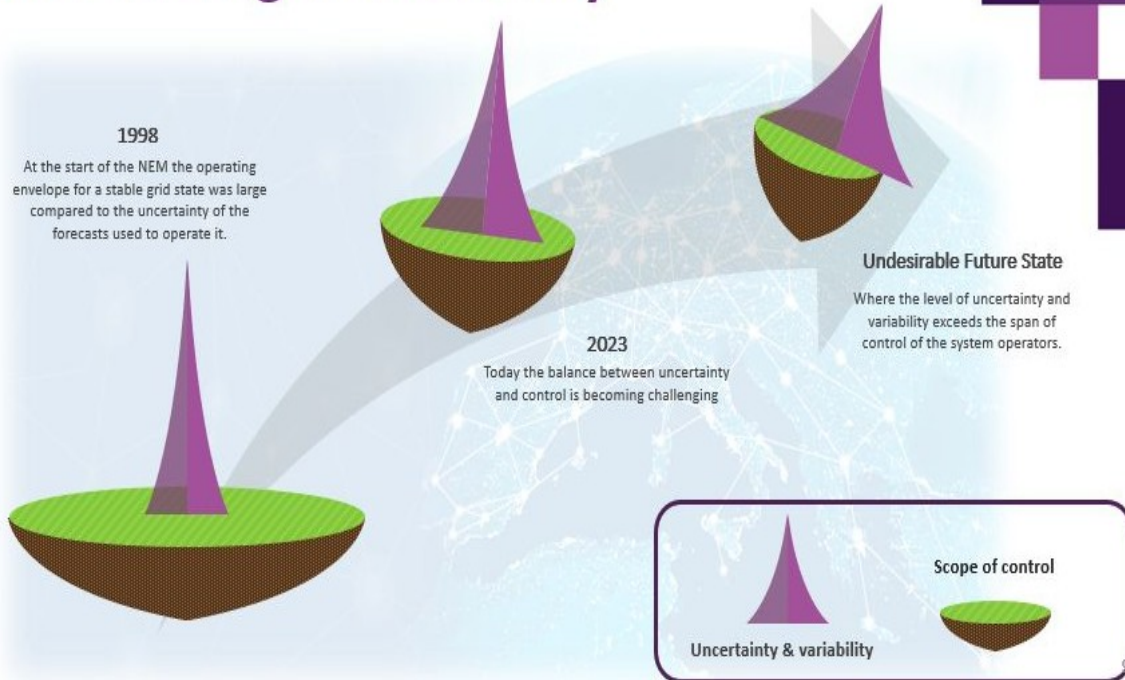 1998
At the start of the NEM the operating
envelope for a stable grid state was large
compared to the uncertainty of the
forecasts used to operate it.
2023
Today the balance between uncertainty
and control is becoming challenging
Undesirable Future State
Where the level of uncertainty and
variability exceeds the span of
control of the system operators.
Scope of control
Uncertainty & variability